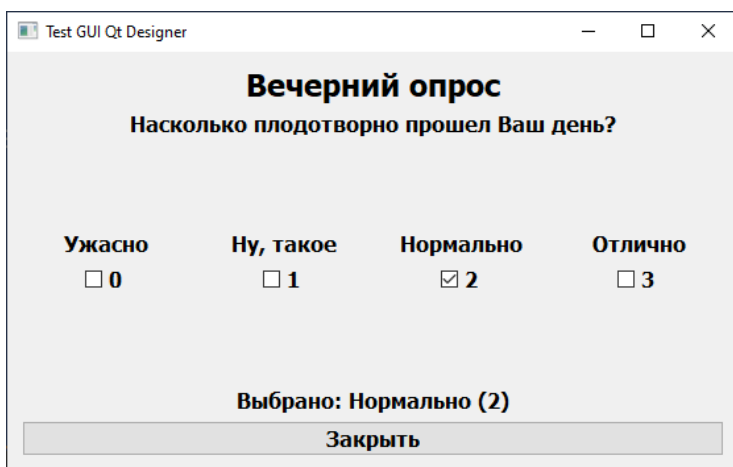 Test GUI Qt Designer
Вечерний опрос
Насколько плодотворно прошел Ваш день?
Ужасно Ну, такое Нормально Отлично
0 1 2 3
Выбрано: Нормально (2)
Закрыть